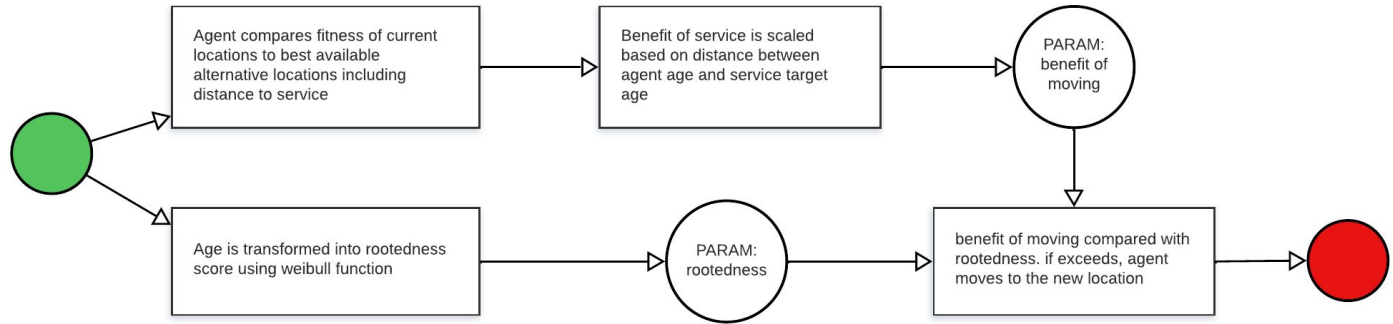 Agent compares fitness of current
locations to best available
alternative locations including
distance to service
Benefit of service is scaled
based on distance between
agent age and service target
age
PARAM:
benefit of
moving
Age is transformed into rootedness
score using weibull function
PARAM:
rootedness
benefit of moving compared with
rootedness. if exceeds, agent
moves to the new location